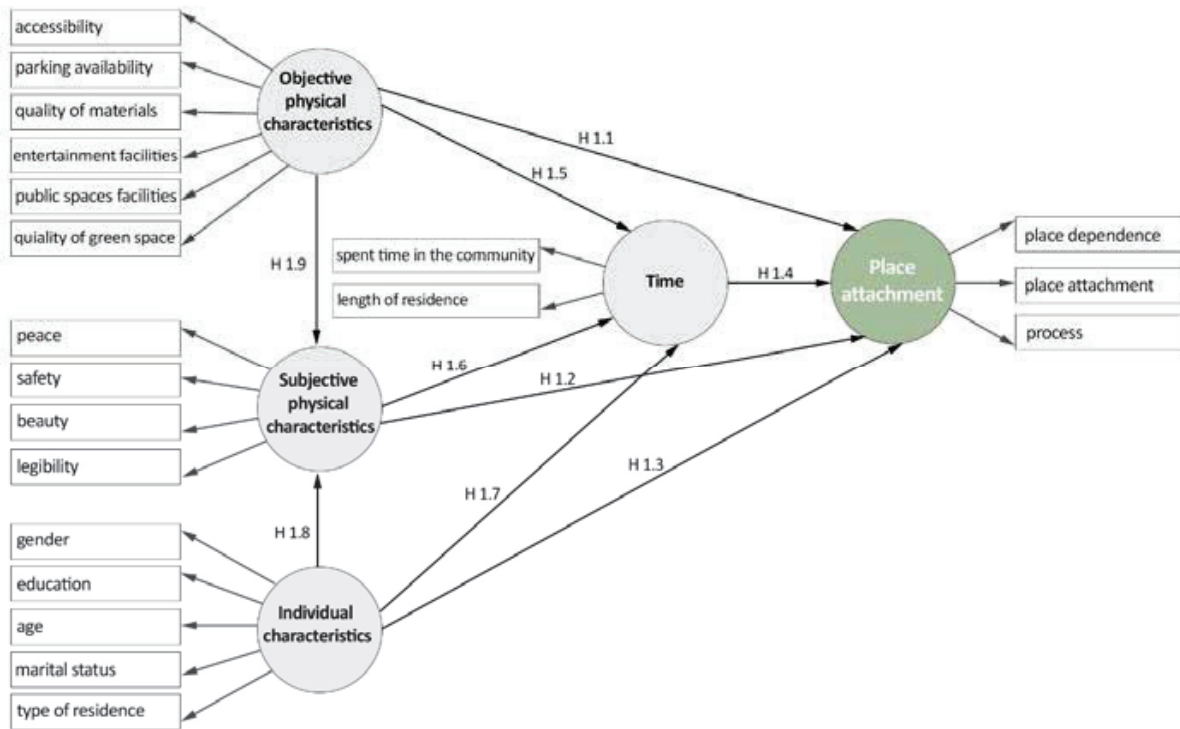 accessibility
parking availability
quality of materials
entertainment facilities
public spaces facilities
quiality of green space
Objective
physical
characteristics
H 1.1
H 1.5
H 1.9
spent time in the community
length of residence
Time
H 1.4
Place
attachment
place dependence
place attachment
process
peace
safety
beauty
legibility
Subjective
physical
characteristics
H 1.6
H 1.2
H 1.7
H 1.3
H 1.8
gender
education
age
marital status
type of residence
Individual
characteristics